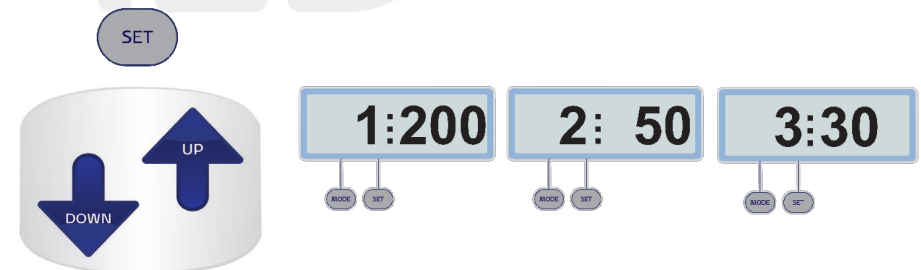 SET
UP
DOWN
1:200
2: 50
3:30
MODE SET
MODE SET
MODE SET